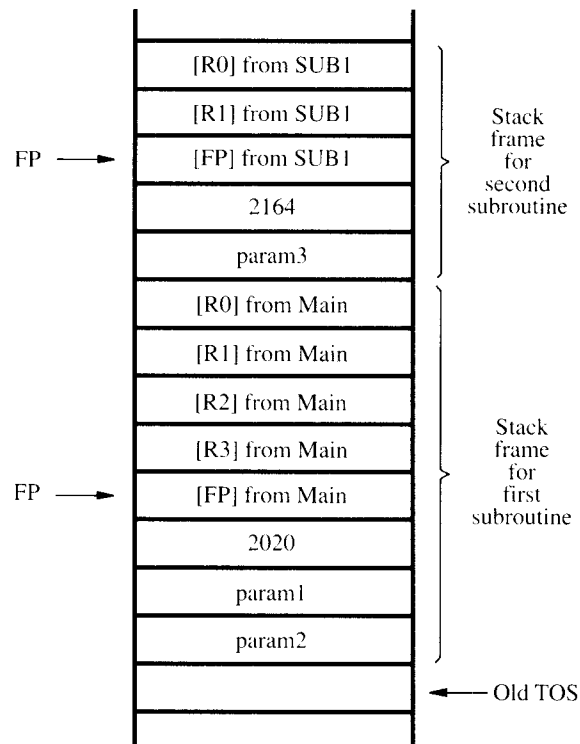 [R0] from SUB1
[R1] from SUB1
FP
[FP] from SUB1
2164
param3
Stack
frame
for
second
subroutine
[R0] from Main
[R1] from Main
[R2] from Main
[R3] from Main
FP
[FP] from Main
2020
param1
param2
Stack
frame
for
first
subroutine
Old TOS